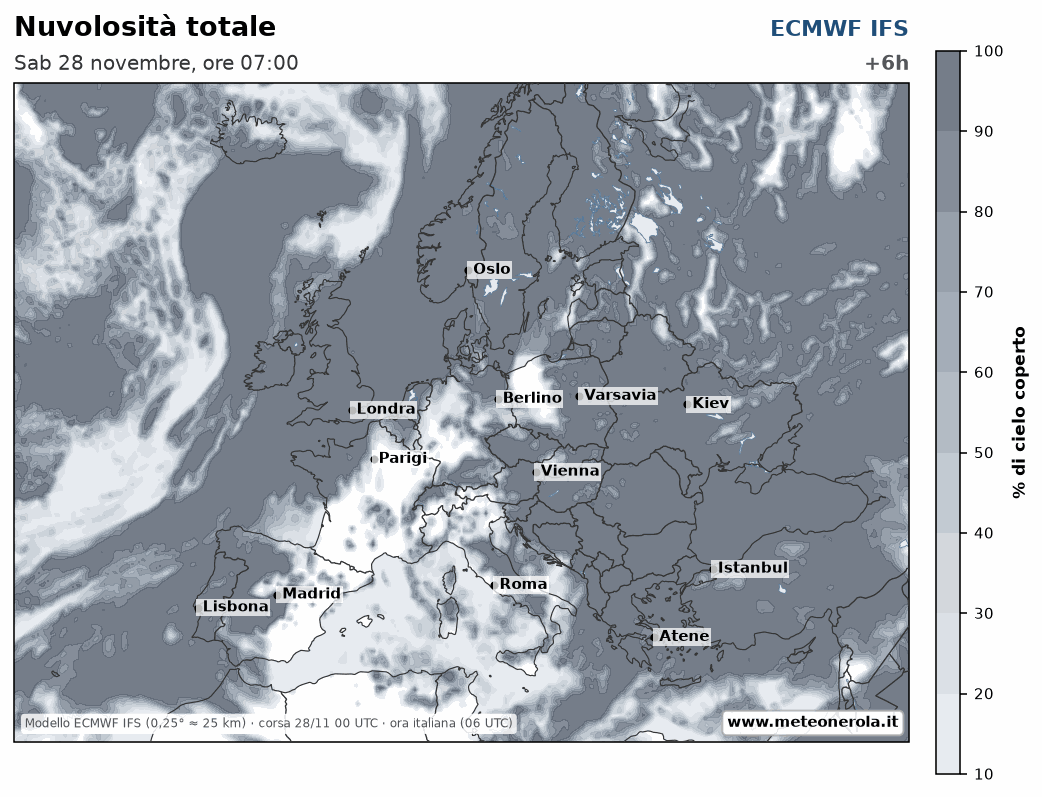 Nuvolosità totale
ECMWF IFS
Sab 28 novembre, ore 07:00
+6h
100
90
80
70
60
50
40
30
20
10
% di cielo coperto
Oslo
Londra
Berlino
Varsavia
Kiev
Parigi
Vienna
Istanbul
Roma
Madrid
Lisbona
Atene
Modello ECMWF IFS (0,25° ≈ 25 km) · corsa 28/11 00 UTC · ora italiana (06 UTC)
www.meteonerola.it